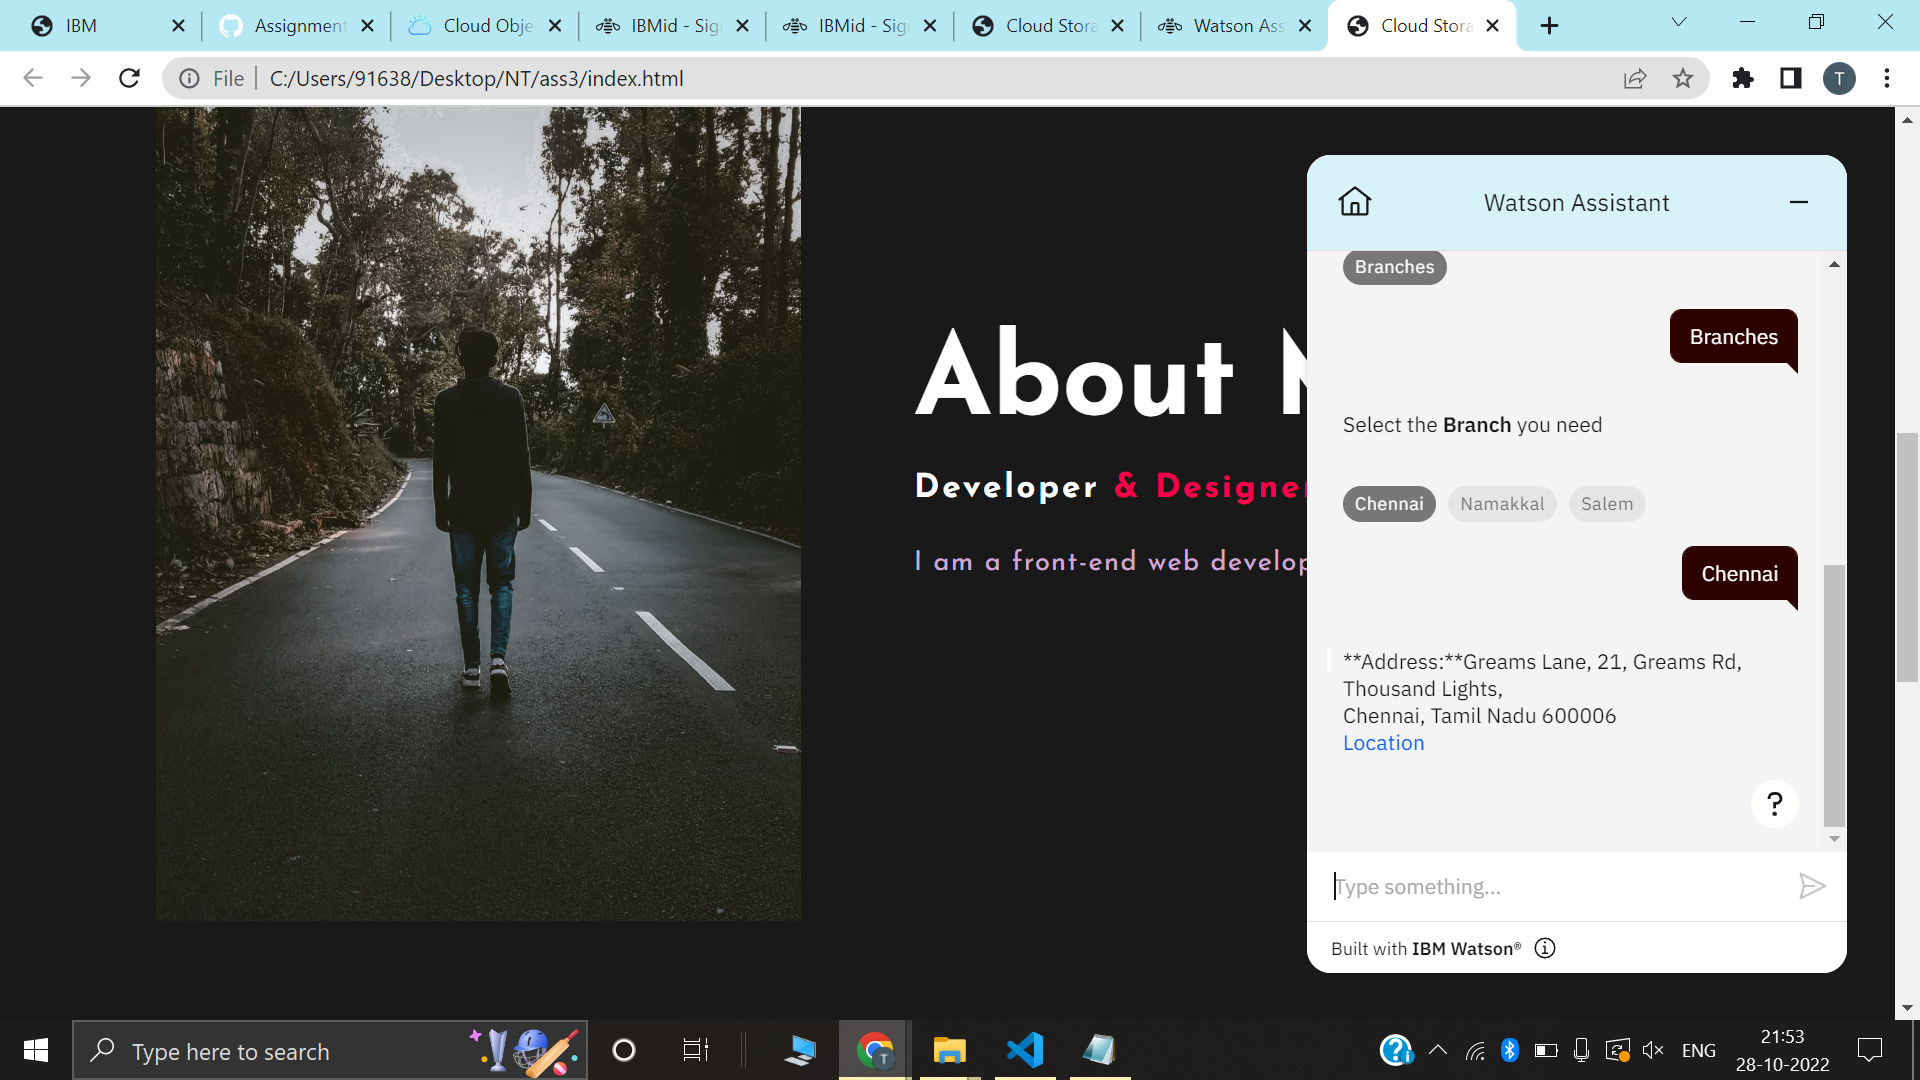 IBM
Assignment
Cloud Obje
IBMid - Sig
IBMid - Sig
Cloud Stora
Watson Ass
Cloud Stora
File
C:/Users/91638/Desktop/NT/ass3/index.html
T
Watson Assistant
Branches
Branches
Select the Branch you need
Chennai Namakkal Salem
Chennai
**Address:**Greams Lane, 21, Greams Rd,
Thousand Lights,
Chennai, Tamil Nadu 600006
Location
?
Type something...
Built with IBM Watson®
About M
Developer & Designer
I am a front-end web develop
Type here to search
T
ENG
21:53
28-10-2022